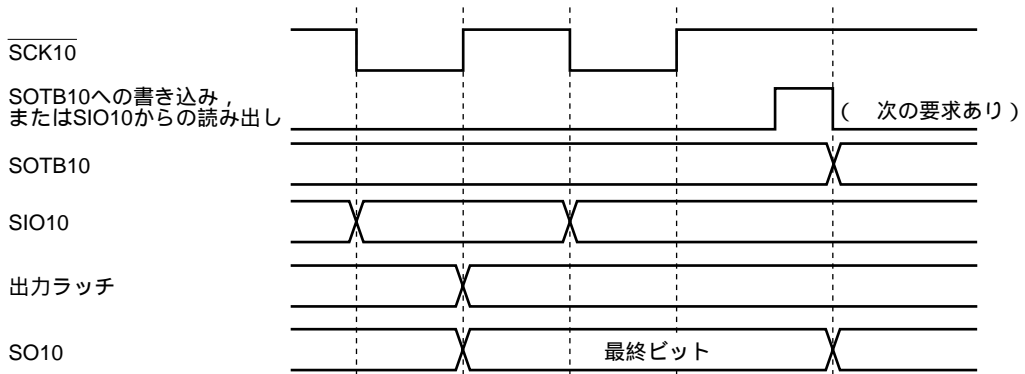 SCK10
SOTB10への書き込み，
またはSIO10からの読み出し
(　次の要求あり)
SOTB10
SIO10
出力ラッチ
SO10
最終ビット